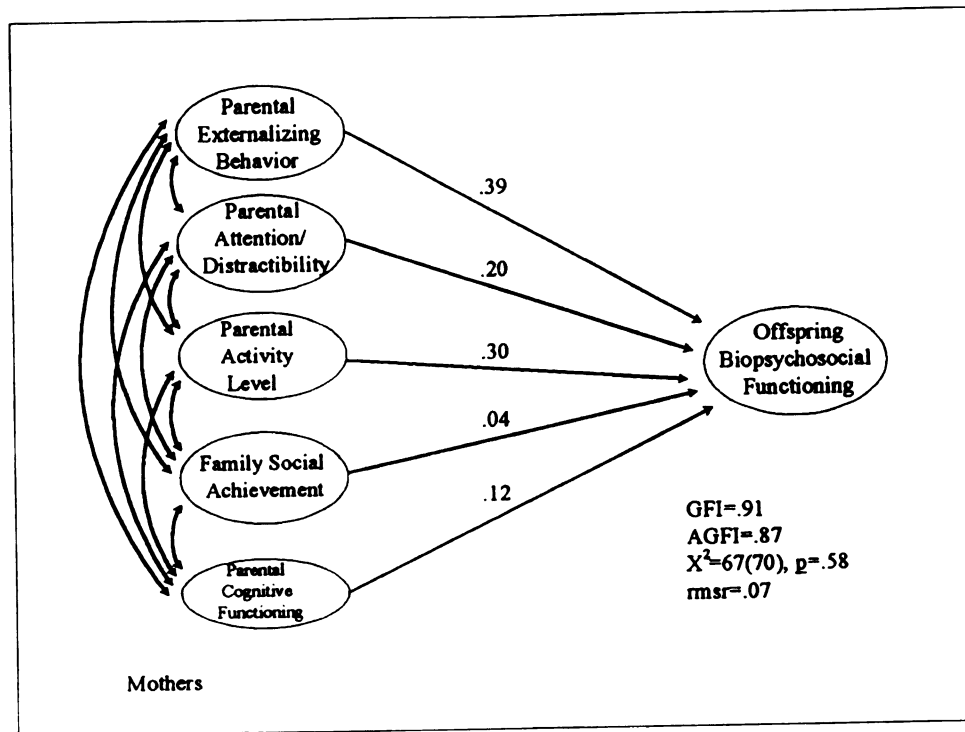 Parental
Externalizing
Behavior
.39
Parental
Attention/
Distractibility
.20
Parental
Activity
Level
.30
Offspring
Biopsychosocial
Functioning
.04
Family Social
Achievement
.12
Parental
Cognitive
Functioning
GFI=.91
AGFI=.87
X²=67(70), p=.58
rmsr=.07
Mothers